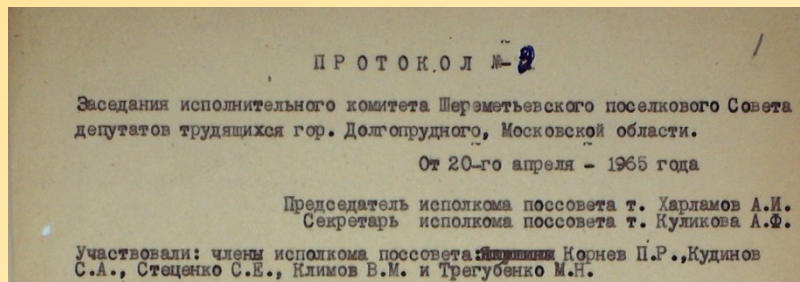 ПРОТОКОЛ №-
Заседания исполнительного комитета Шереметьевского поселкового Совета
депутатов трудящихся гор. Долгопрудного, Московской области.
От 20-го апреля - 1965 года
Председатель исполкома поссовета т. Харламов А.И.
Секретарь исполкома поссовета т. Куликова А.Ф.
Участвовали: члены исполкома поссовета: Корнев П.Р.,Кудинов
С.А., Стеценко С.Е., Климов В.М. и Трегубенко М.Н.